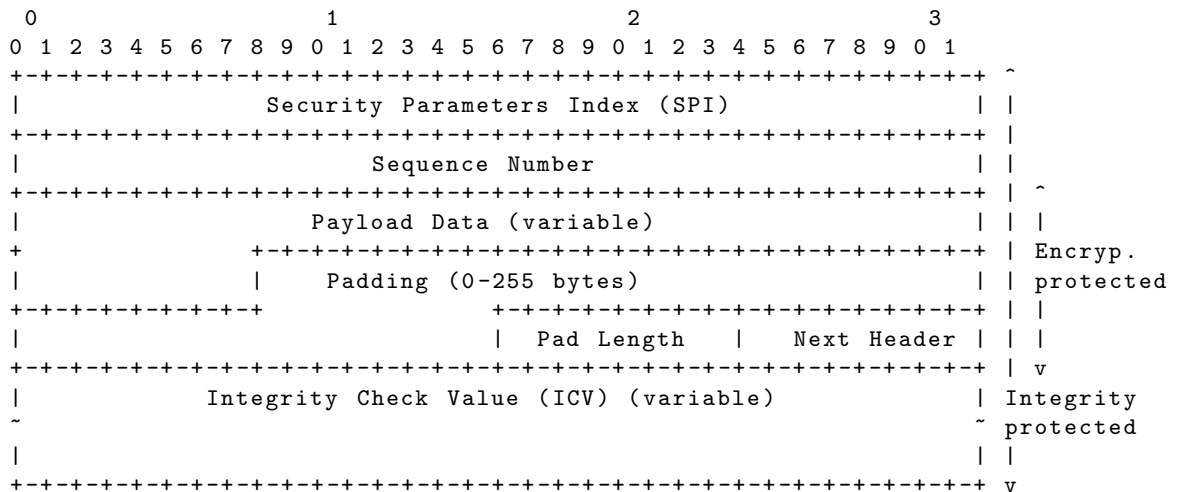 0                   1                   2                   3
0 1 2 3 4 5 6 7 8 9 0 1 2 3 4 5 6 7 8 9 0 1 2 3 4 5 6 7 8 9 0 1
+-+-+-+-+-+-+-+-+-+-+-+-+-+-+-+-+-+-+-+-+-+-+-+-+-+-+-+-+-+-+-+-+ ^
|                Security Parameters Index (SPI)                | |
+-+-+-+-+-+-+-+-+-+-+-+-+-+-+-+-+-+-+-+-+-+-+-+-+-+-+-+-+-+-+-+-+ |
|                       Sequence Number                         | |
+-+-+-+-+-+-+-+-+-+-+-+-+-+-+-+-+-+-+-+-+-+-+-+-+-+-+-+-+-+-+-+-+ | ^
|                   Payload Data (variable)                     | | |
+               +-+-+-+-+-+-+-+-+-+-+-+-+-+-+-+-+-+-+-+-+-+-+-+-+ | Encryp.
|               |    Padding (0-255 bytes)                      | | protected
+-+-+-+-+-+-+-+-+               +-+-+-+-+-+-+-+-+-+-+-+-+-+-+-+-+ | |
|                               |  Pad Length   |   Next Header | | |
+-+-+-+-+-+-+-+-+-+-+-+-+-+-+-+-+-+-+-+-+-+-+-+-+-+-+-+-+-+-+-+-+ | v
|            Integrity Check Value (ICV) (variable)             | Integrity
~                                                               ~ protected
|                                                               | |
+-+-+-+-+-+-+-+-+-+-+-+-+-+-+-+-+-+-+-+-+-+-+-+-+-+-+-+-+-+-+-+-+ v